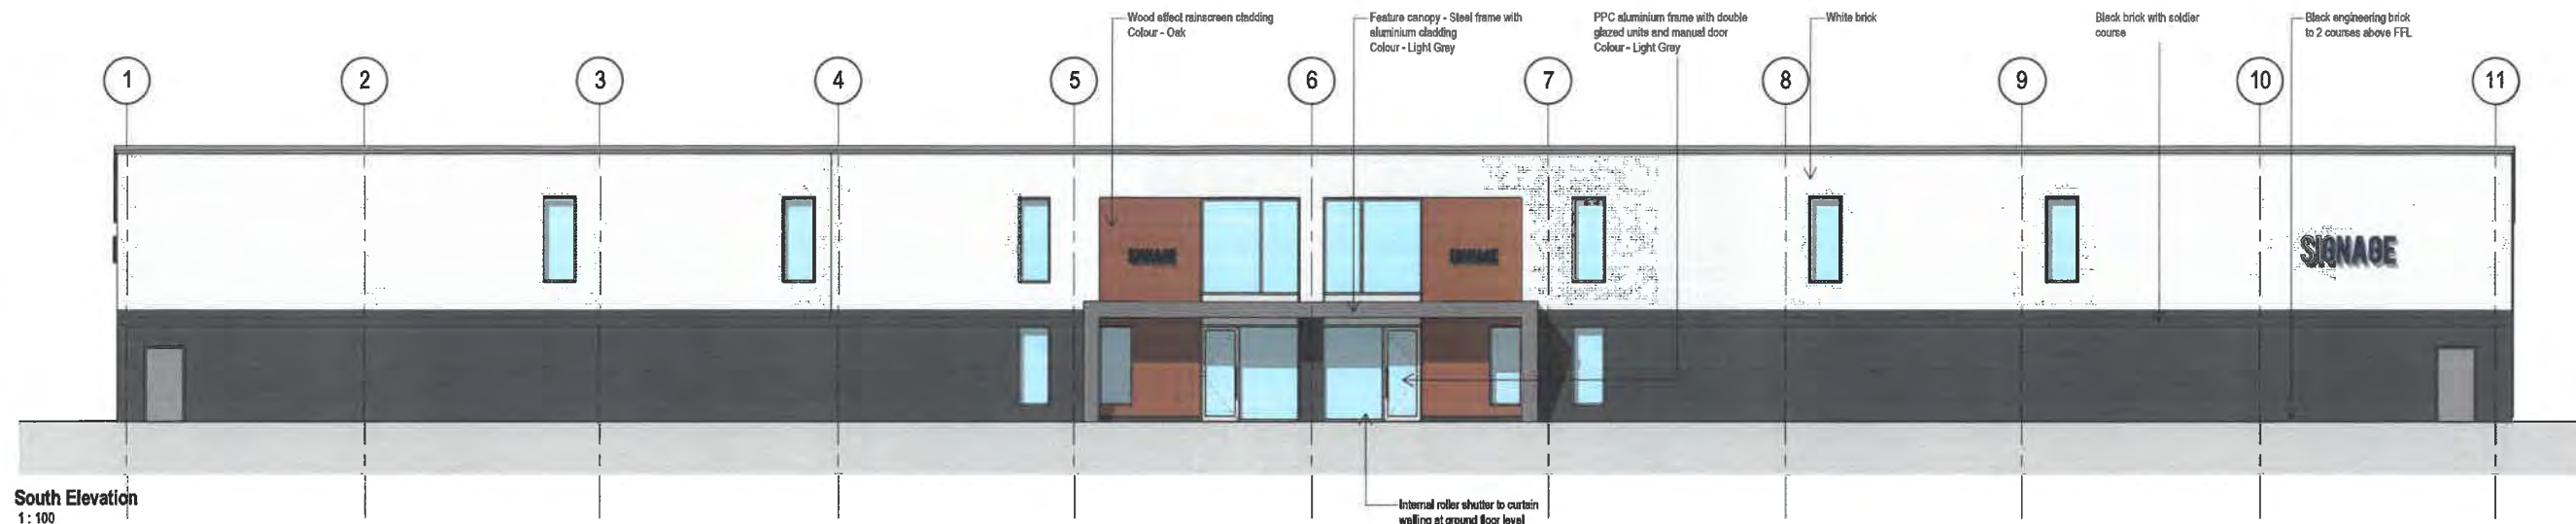 Wood effect rainscreen cladding
Colour - Oak
Feature canopy - Steel frame with
aluminium cladding
Colour - Light Grey
PPC aluminium frame with double
glazed units and manual door
Colour - Light Grey
White brick
Black brick with soldier
course
Black engineering brick
to 2 courses above FFL
1
2
3
4
5
6
7
8
9
10
11
SIGNAGE
SIGNAGE
SIGNAGE
South Elevation
1 : 100
Internal roller shutter to curtain
walling at ground floor level